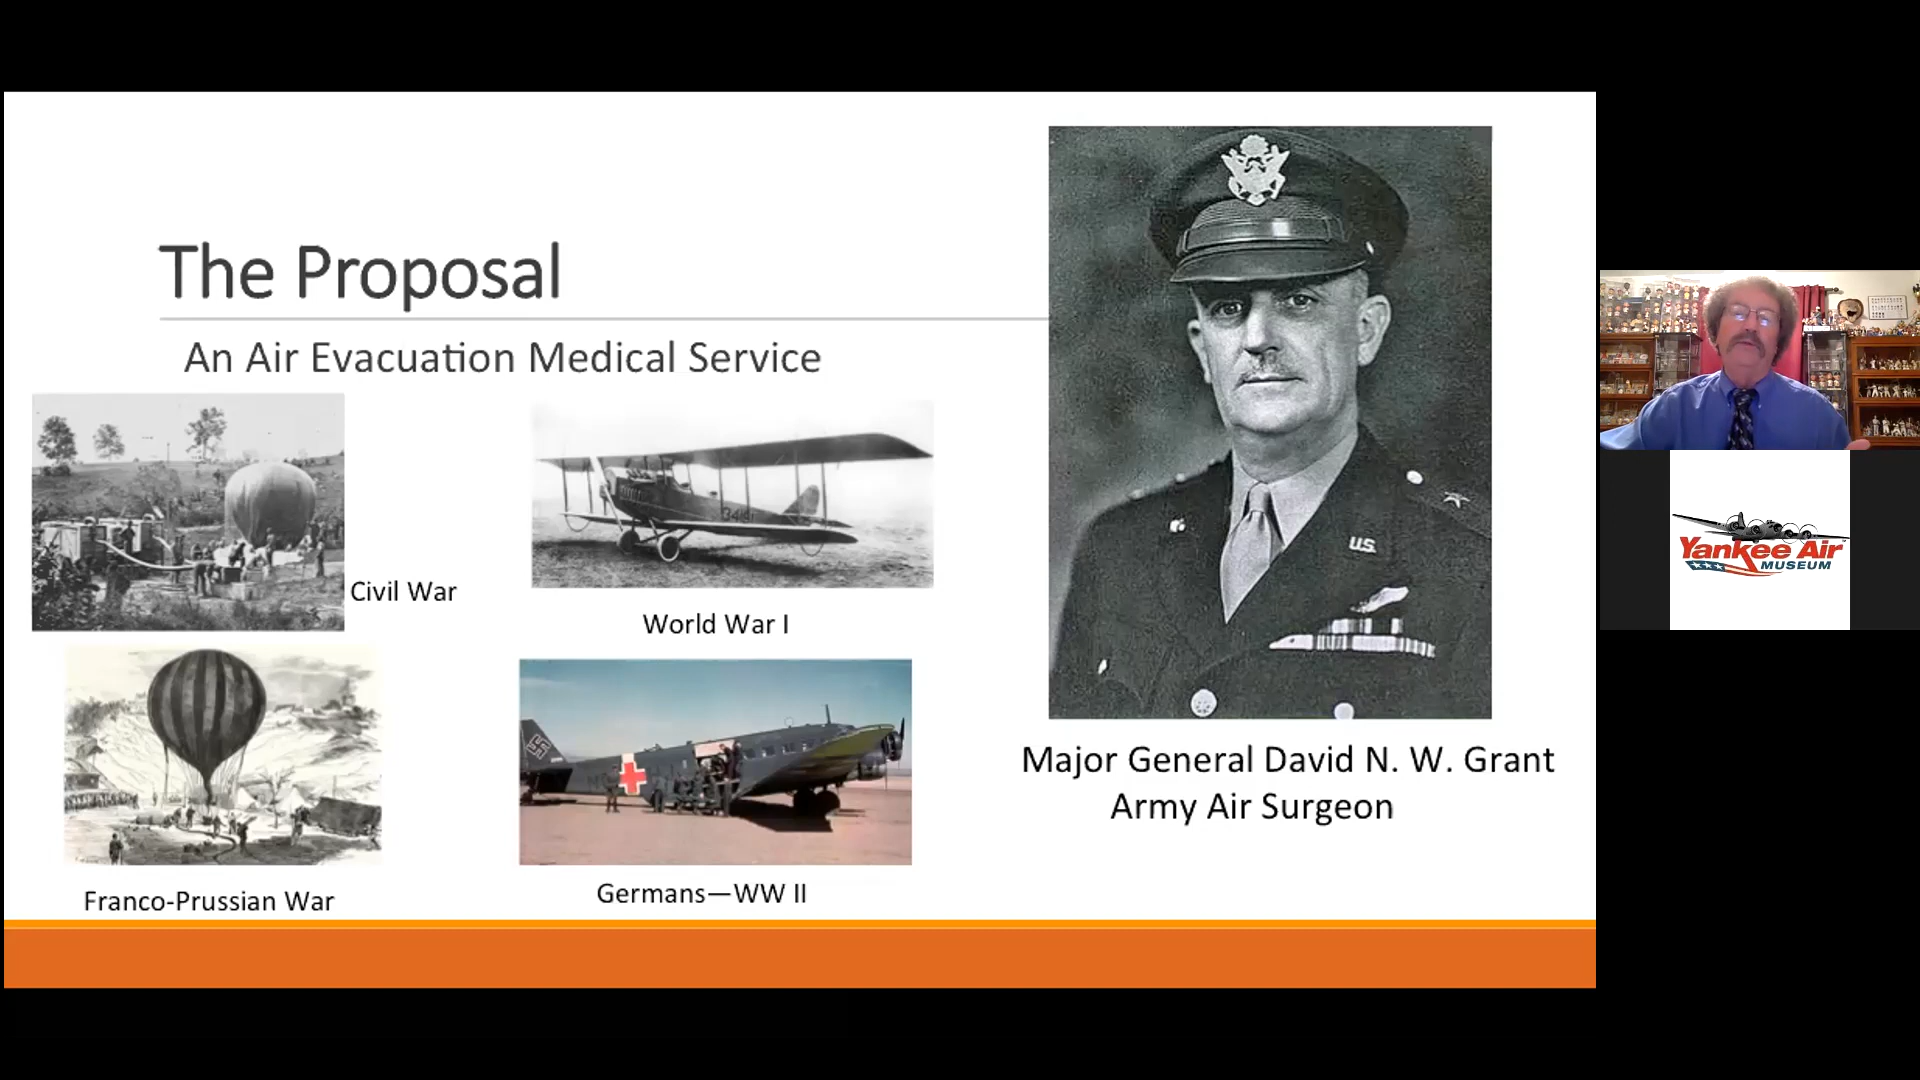 The Proposal
An Air Evacuation Medical Service
Civil War
World War I
34141
Franco-Prussian War
Germans—WW II
U.S.
Major General David N. W. Grant
Army Air Surgeon
Yankee Air
MUSEUM